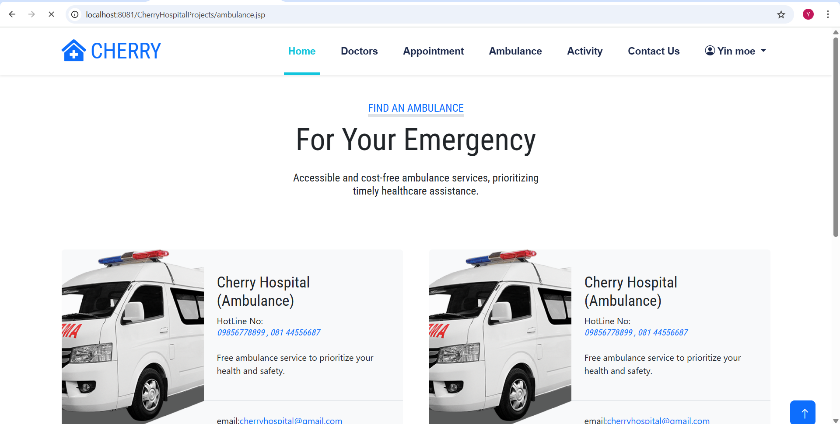 localhost:8081/CherryHospitalProjects/ambulance.jsp
Y
CHERRY
Home Doctors Appointment Ambulance Activity Contact Us Yin moe
FIND AN AMBULANCE
For Your Emergency
Accessible and cost-free ambulance services, prioritizing
timely healthcare assistance.
Cherry Hospital
(Ambulance)
HotLine No:
09856778899 , 081 44556687
Free ambulance service to prioritize your
health and safety.
email:cherryhospital@gmail.com
Cherry Hospital
(Ambulance)
HotLine No:
09856778899 , 081 44556687
Free ambulance service to prioritize your
health and safety.
email:cherryhospital@gmail.com